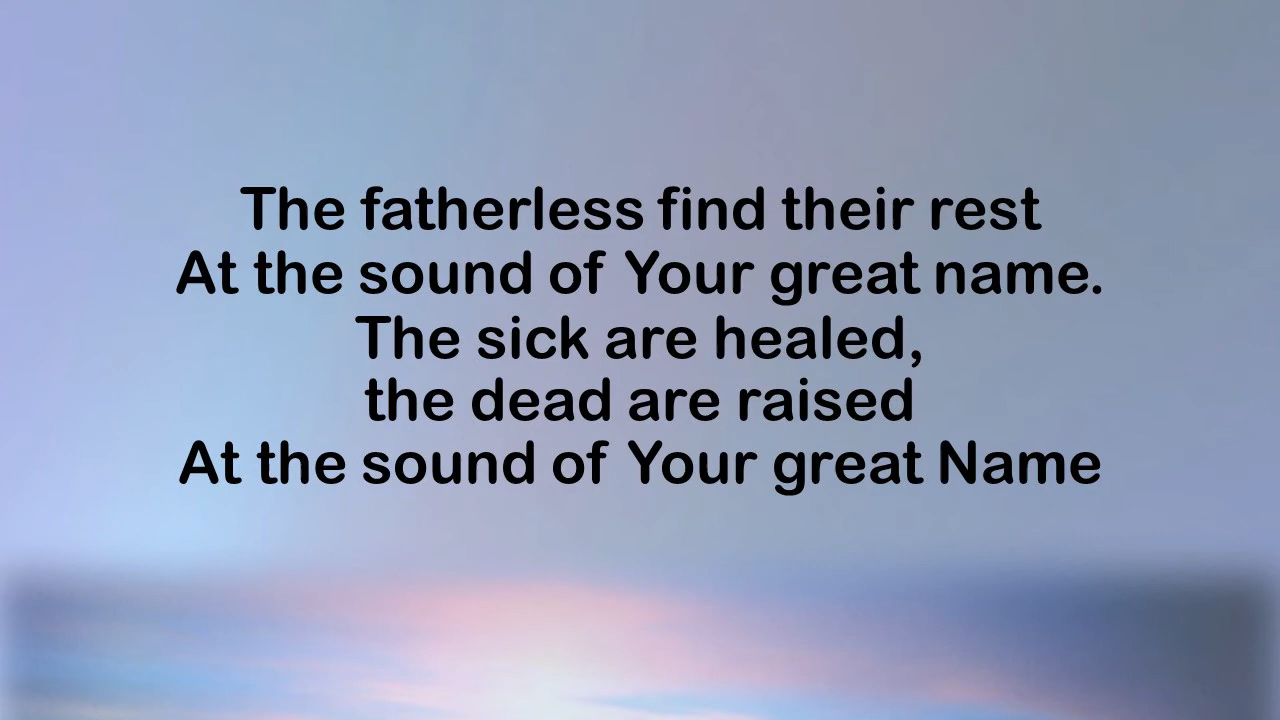 The fatherless find their rest
At the sound of Your great name.
The sick are healed,
the dead are raised
At the sound of Your great Name